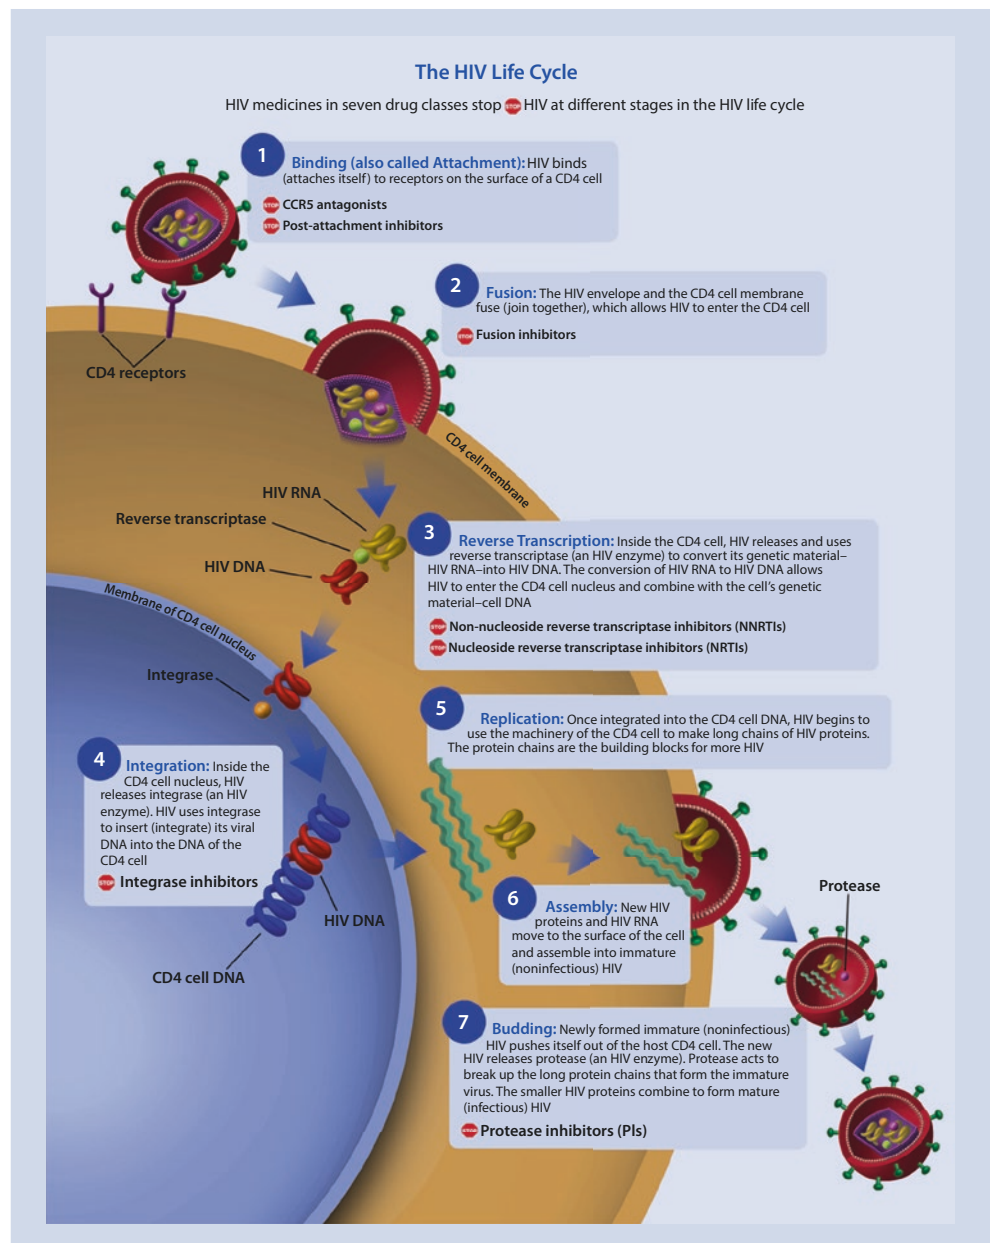 The HIV Life Cycle
HIV medicines in seven drug classes stop STOP HIV at different stages in the HIV life cycle
1
Binding (also called Attachment): HIV binds
(attaches itself) to receptors on the surface of a CD4 cell
STOP CCR5 antagonists
STOP Post-attachment inhibitors
2
Fusion: The HIV envelope and the CD4 cell membrane
fuse (join together), which allows HIV to enter the CD4 cell
STOP Fusion inhibitors
CD4 receptors
CD4 cell membrane
HIV RNA
Reverse transcriptase
HIV DNA
3
Reverse Transcription: Inside the CD4 cell, HIV releases and uses
reverse transcriptase (an HIV enzyme) to convert its genetic material–
HIV RNA–into HIV DNA. The conversion of HIV RNA to HIV DNA allows
HIV to enter the CD4 cell nucleus and combine with the cell's genetic
material–cell DNA
STOP Non-nucleoside reverse transcriptase inhibitors (NNRTIs)
STOP Nucleoside reverse transcriptase inhibitors (NRTIs)
Membrane of CD4 cell nucleus
Integrase
4
Integration: Inside the
CD4 cell nucleus, HIV
releases integrase (an HIV
enzyme). HIV uses integrase
to insert (integrate) its viral
DNA into the DNA of the
CD4 cell
STOP Integrase inhibitors
HIV DNA
CD4 cell DNA
5
Replication: Once integrated into the CD4 cell DNA, HIV begins to
use the machinery of the CD4 cell to make long chains of HIV proteins.
The protein chains are the building blocks for more HIV
6
Assembly: New HIV
proteins and HIV RNA
move to the surface of the cell
and assemble into immature
(noninfectious) HIV
Protease
7
Budding: Newly formed immature (noninfectious)
HIV pushes itself out of the host CD4 cell. The new
HIV releases protease (an HIV enzyme). Protease acts to
break up the long protein chains that form the immature
virus. The smaller HIV proteins combine to form mature
(infectious) HIV
STOP Protease inhibitors (PIs)